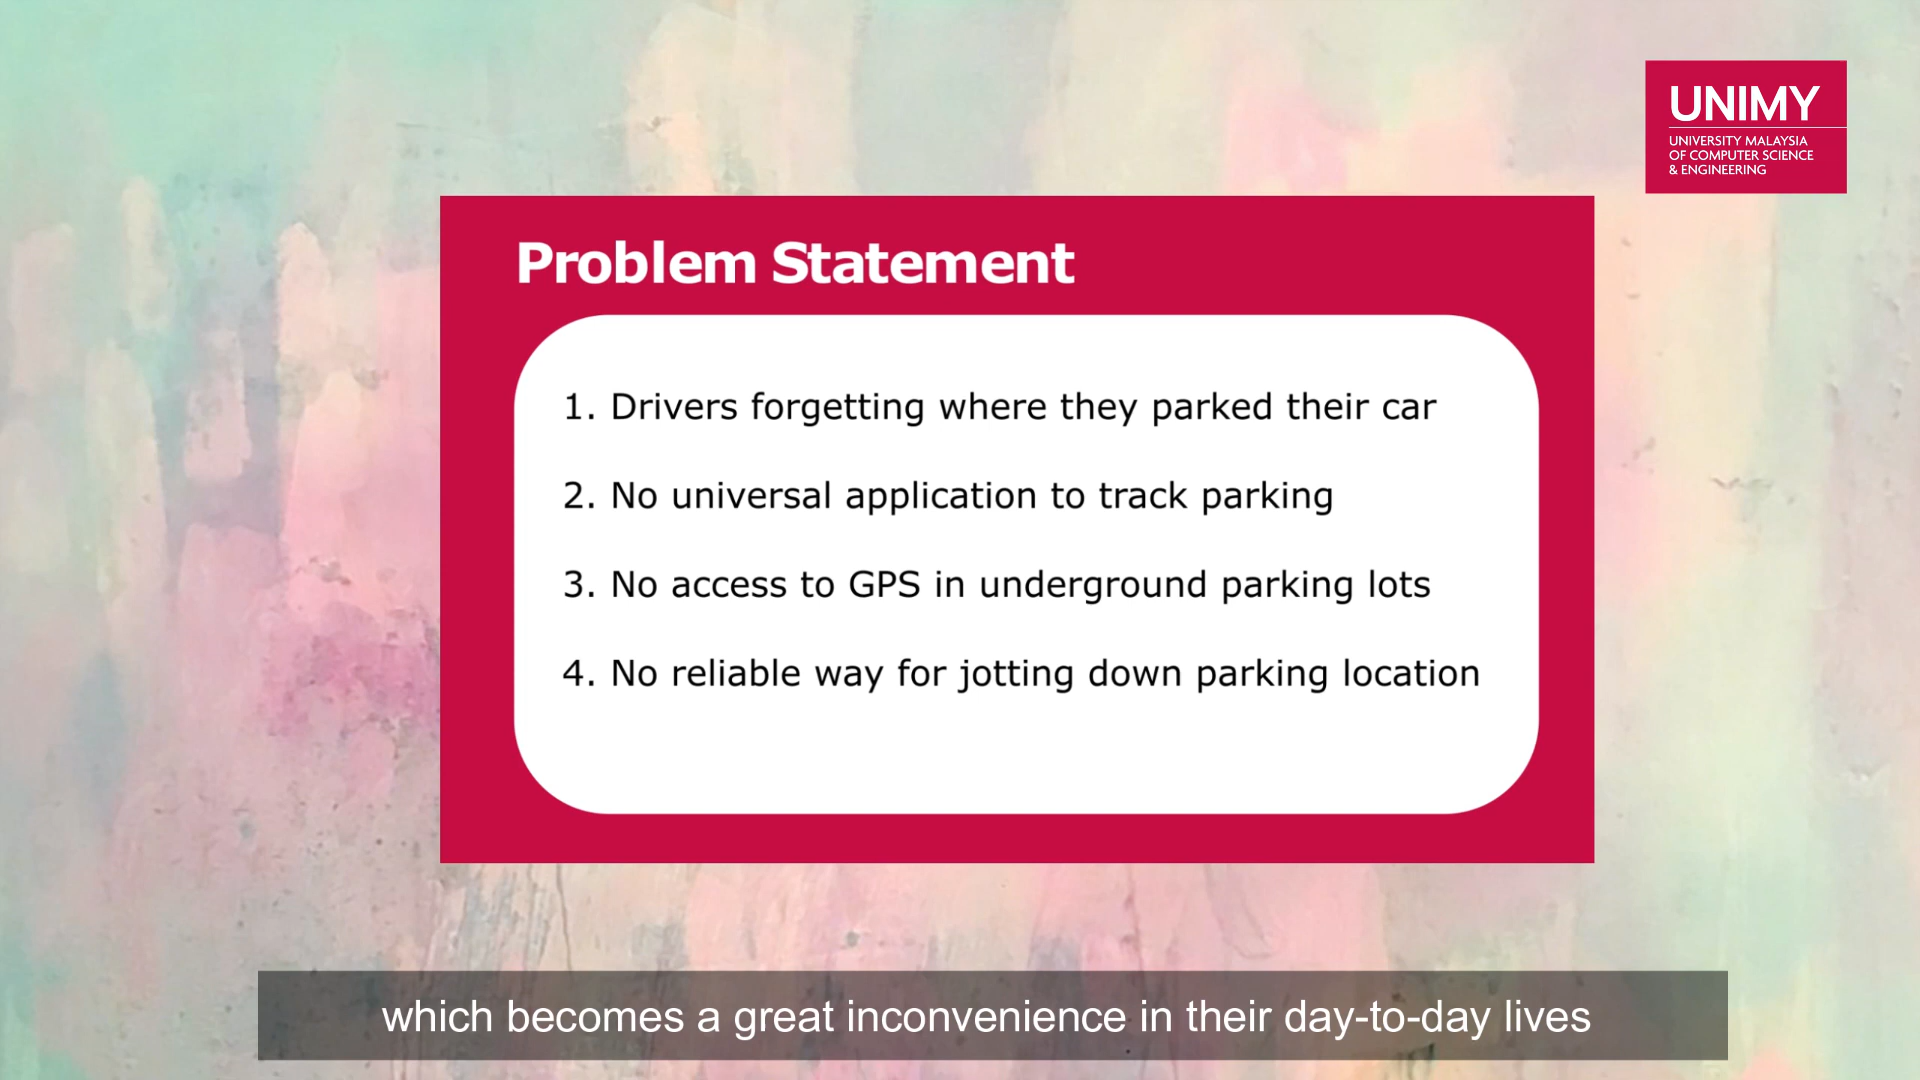 UNIMY
UNIVERSITY MALAYSIA
OF COMPUTER SCIENCE
& ENGINEERING
Problem Statement
1. Drivers forgetting where they parked their car
2. No universal application to track parking
3. No access to GPS in underground parking lots
4. No reliable way for jotting down parking location
which becomes a great inconvenience in their day-to-day lives